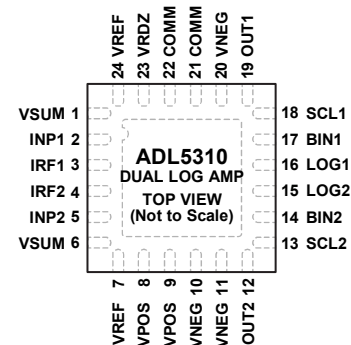 24 VREF
23 VRDZ
22 COMM
21 COMM
20 VNEG
19 OUT1
VSUM 1
INP1 2
IRF1 3
IRF2 4
INP2 5
VSUM 6
ADL5310
DUAL LOG AMP
TOP VIEW
(Not to Scale)
18 SCL1
17 BIN1
16 LOG1
15 LOG2
14 BIN2
13 SCL2
VREF 7
VPOS 8
VPOS 9
VNEG 10
VNEG 11
OUT2 12